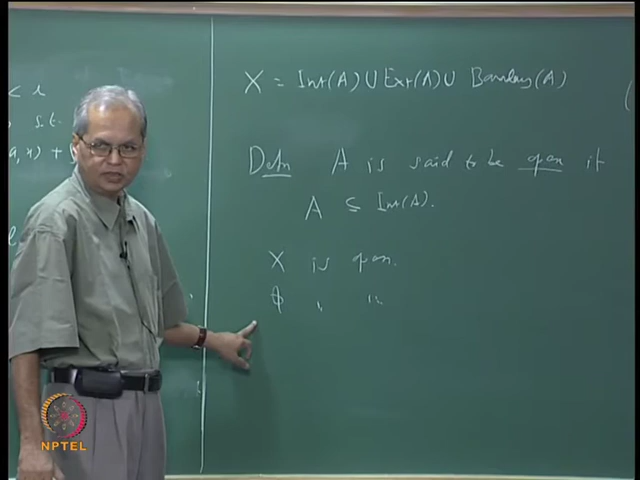 < r
s.t.
, x) +
X = Int(A) ∪ Ext(A) ∪ Boundary(A)
Defn A is said to be open if
A ⊆ Int(A).
X is open.
ϕ " "
NPTEL